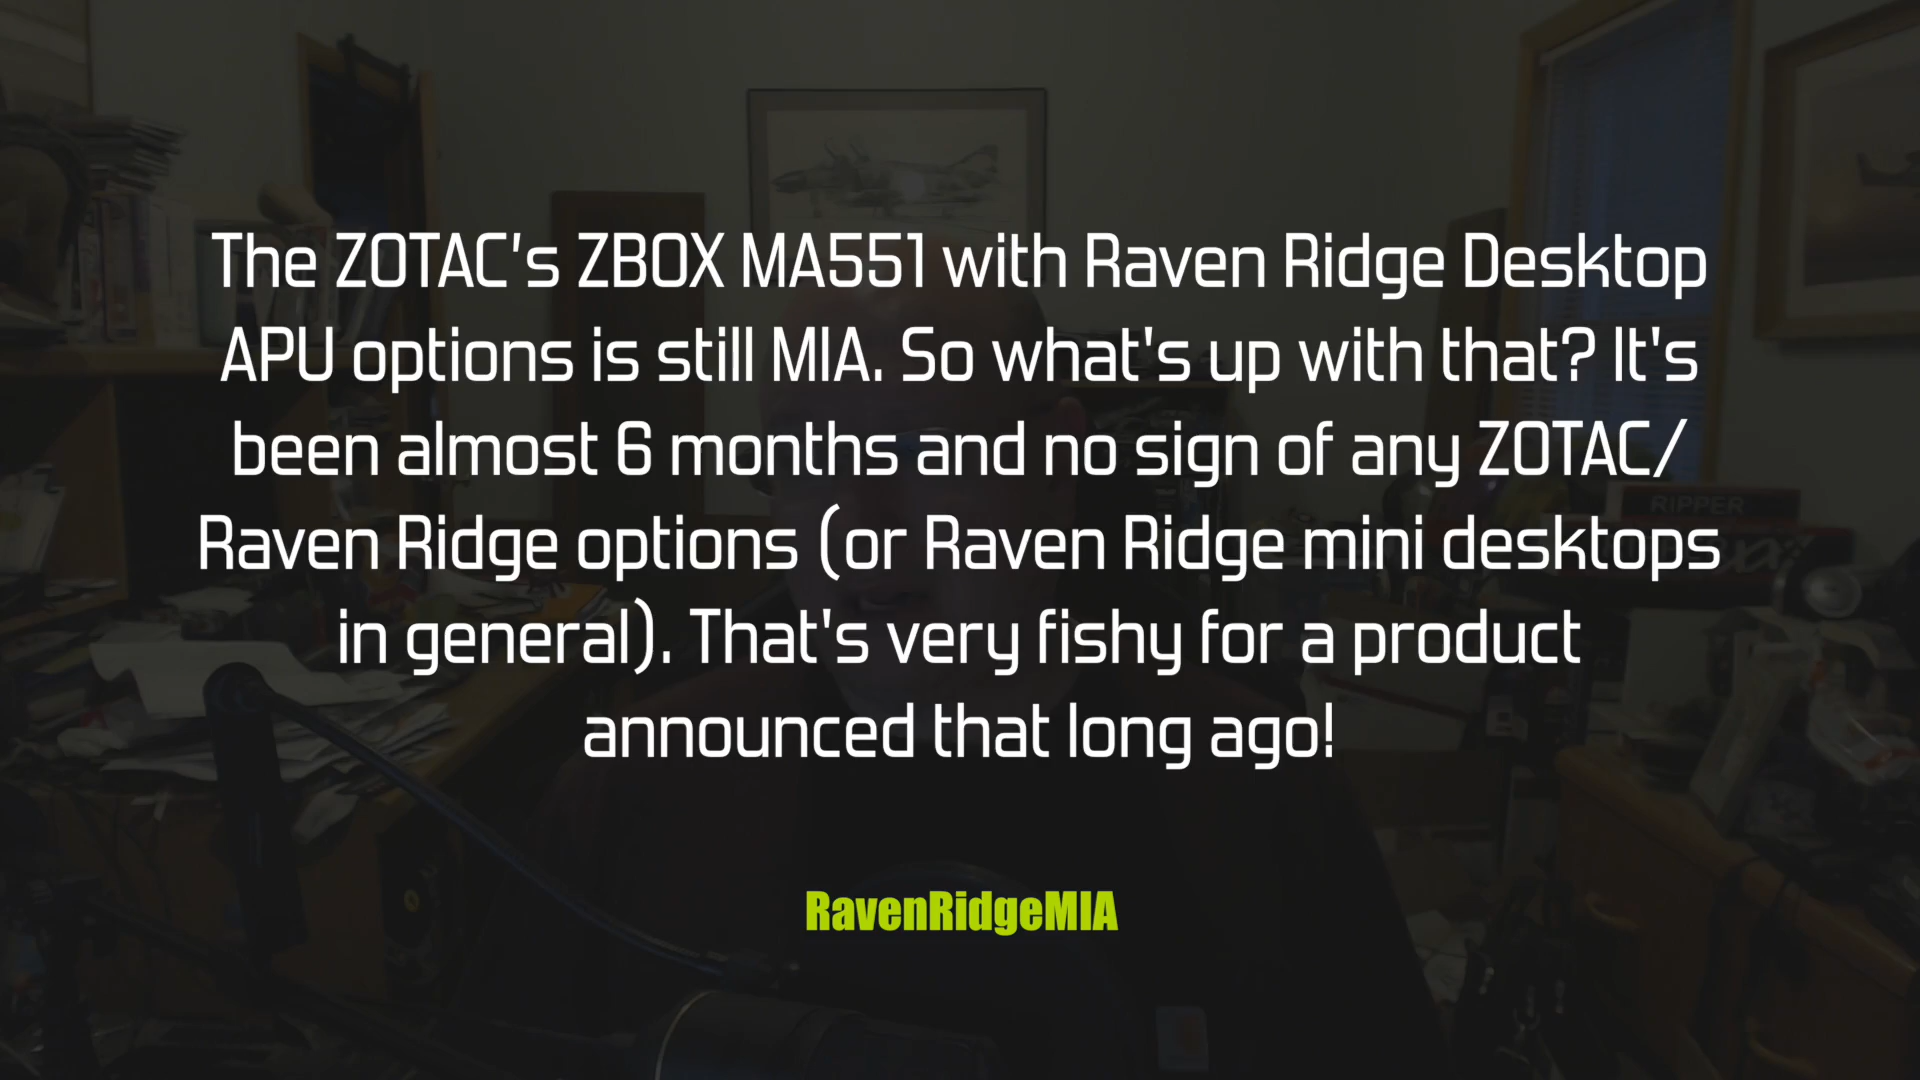 The ZOTAC's ZBOX MA551 with Raven Ridge Desktop
APU options is still MIA. So what's up with that? It's
been almost 6 months and no sign of any ZOTAC/
Raven Ridge options (or Raven Ridge mini desktops
in general). That's very fishy for a product
announced that long ago!
RavenRidgeMIA
RIPPER